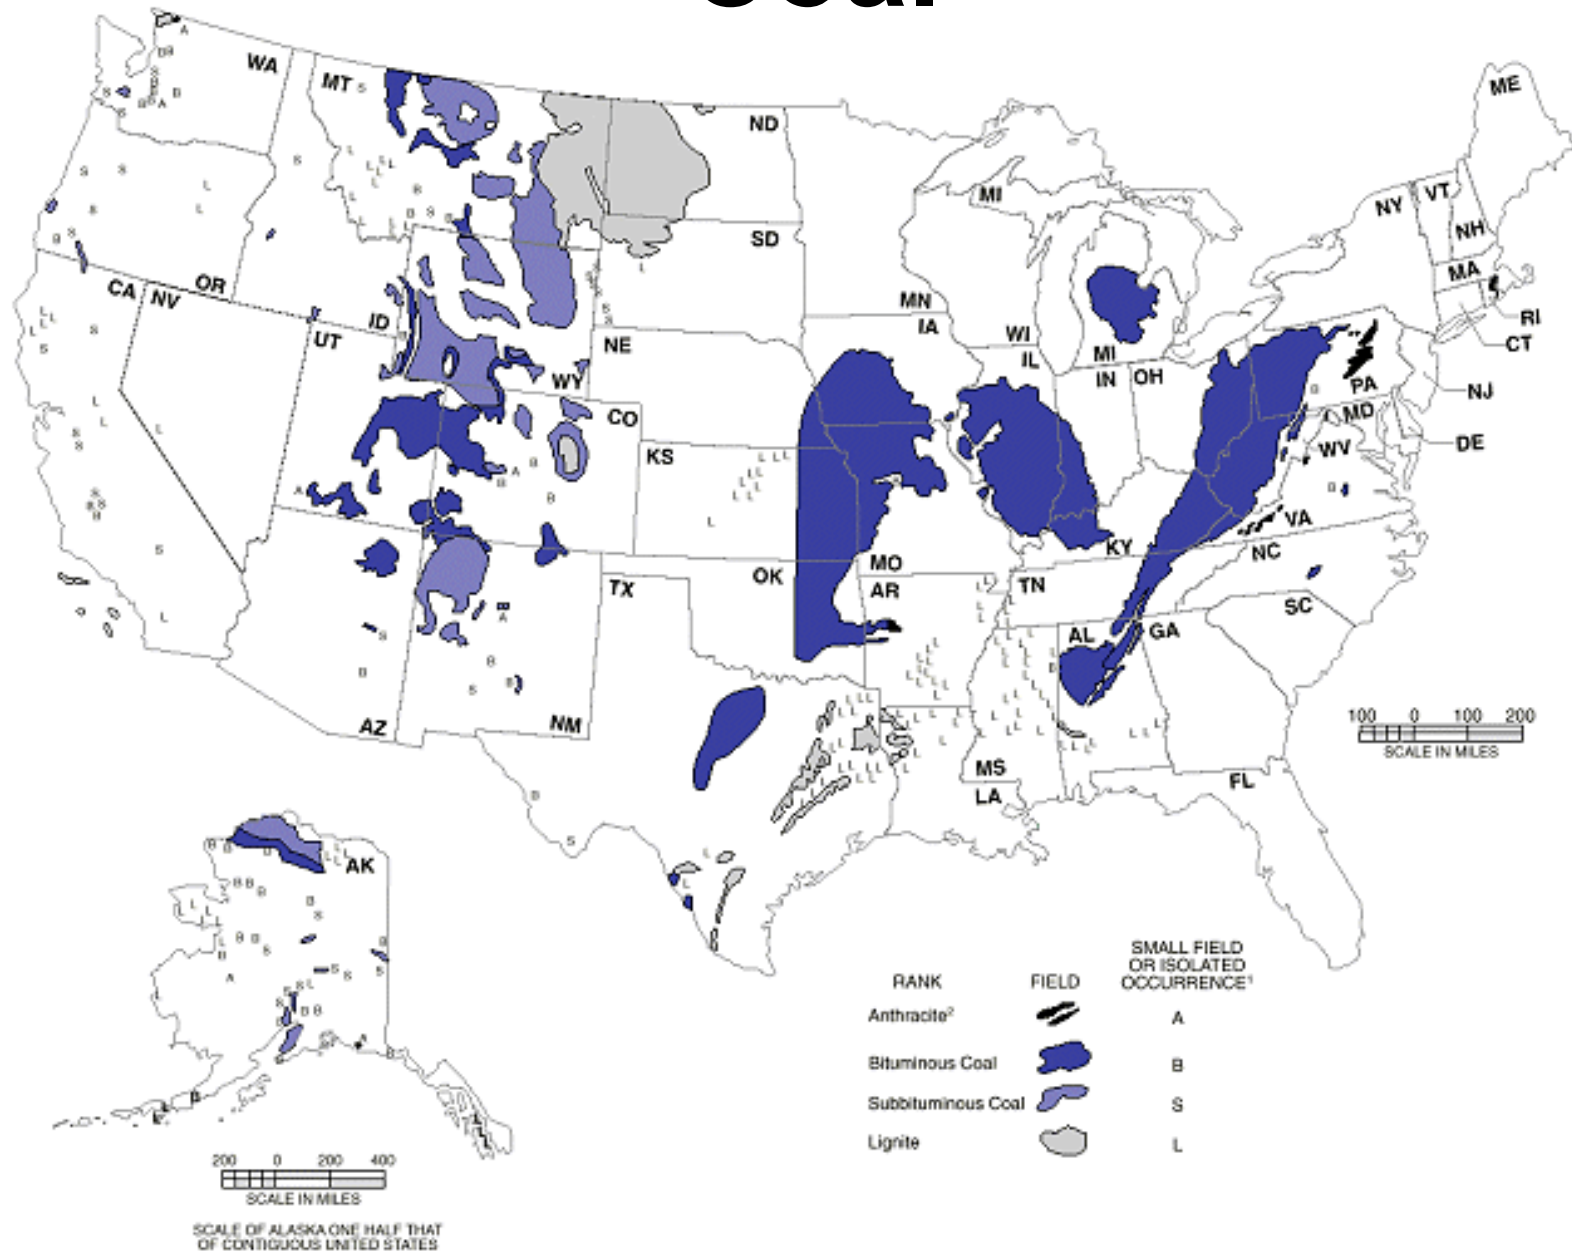 Coal
WA
MT
ND
ME
MI
VT
NY
NH
SD
MA
OR
CA
NV
MN
IA
WI
RI
ID
UT
NE
IL
MI
IN
OH
CT
WY
PA
NJ
CO
MD
DE
KS
WV
VA
KY
NC
OK
MO
TX
AR
TN
SC
AL
GA
AZ
NM
100 0 100 200
SCALE IN MILES
MS
LA
FL
AK
RANK
FIELD
SMALL FIELD
OR ISOLATED
OCCURRENCE¹
Anthracite²
A
Bituminous Coal
B
Subbituminous Coal
S
Lignite
L
200 0 200 400
SCALE IN MILES
SCALE OF ALASKA ONE HALF THAT
OF CONTIGUOUS UNITED STATES